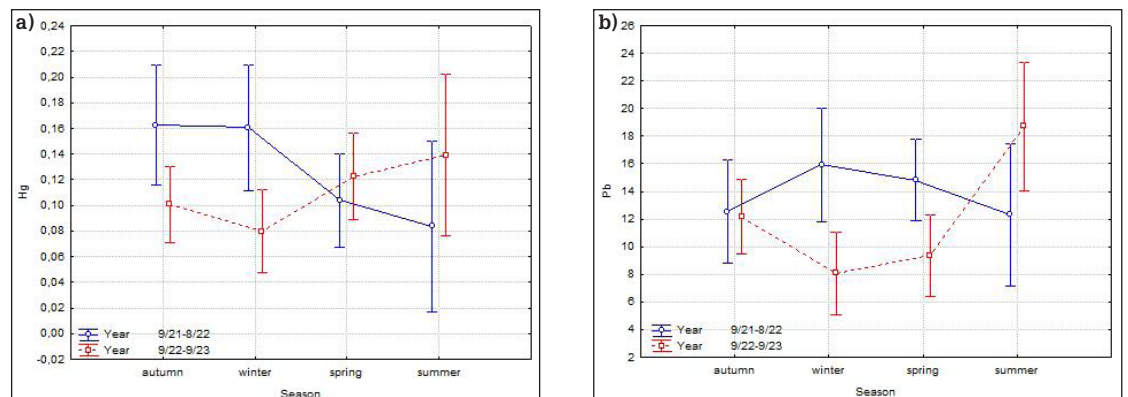 a)
0,24
0,22
0,20
0,18
0,16
0,14
0,12
0,10
0,08
0,06
0,04
0,02
0,00
-0,02
Hg
Year 9/21-8/22
Year 9/22-9/23
autumn winter spring summer
Season
b)
26
24
22
20
18
16
14
12
10
8
6
4
2
Pb
Year 9/21-8/22
Year 9/22-9/23
autumn winter spring summer
Season